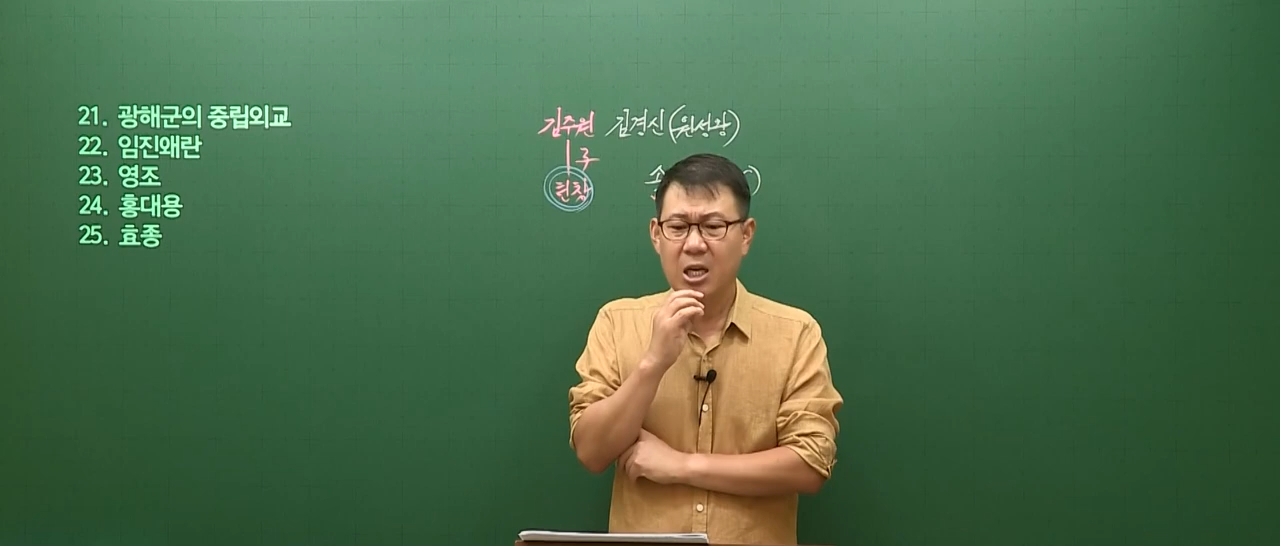 21. 광해군의 중립외교
22. 임진왜란
23. 영조
24. 홍대용
25. 효종
김주원 김경신(원성왕)
子
헌창